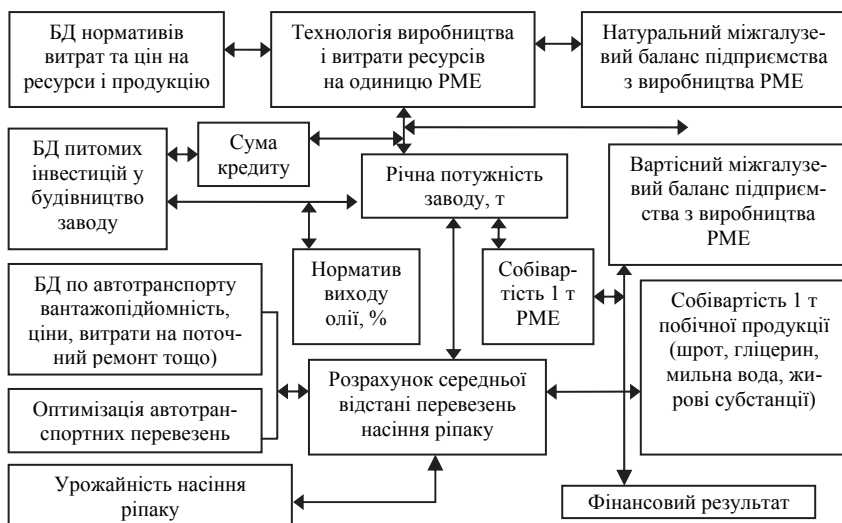 БД нормативів
витрат та цін на
ресурси і продукцію
Технологія виробництва
і витрати ресурсів
на одиницю РМЕ
Натуральний міжгалузе-
вий баланс підприємства
з виробництва РМЕ
БД питомих
інвестицій у
будівництво
заводу
Сума
кредиту
Річна потужність
заводу, т
Вартісний міжгалузе-
вий баланс підприєм-
ства з виробництва
РМЕ
Норматив
виходу
олії, %
Собівар-
тість 1 т
РМЕ
БД по автотранспорту
вантажопідйомність,
ціни, витрати на поточ-
ний ремонт тощо)
Собівартість 1 т
побічної продукції
(шрот, гліцерин,
мильна вода, жи-
рові субстанції)
Оптимізація автотран-
спортних перевезень
Розрахунок середньої
відстані перевезень
насіння ріпаку
Урожайність насіння
ріпаку
Фінансовий результат